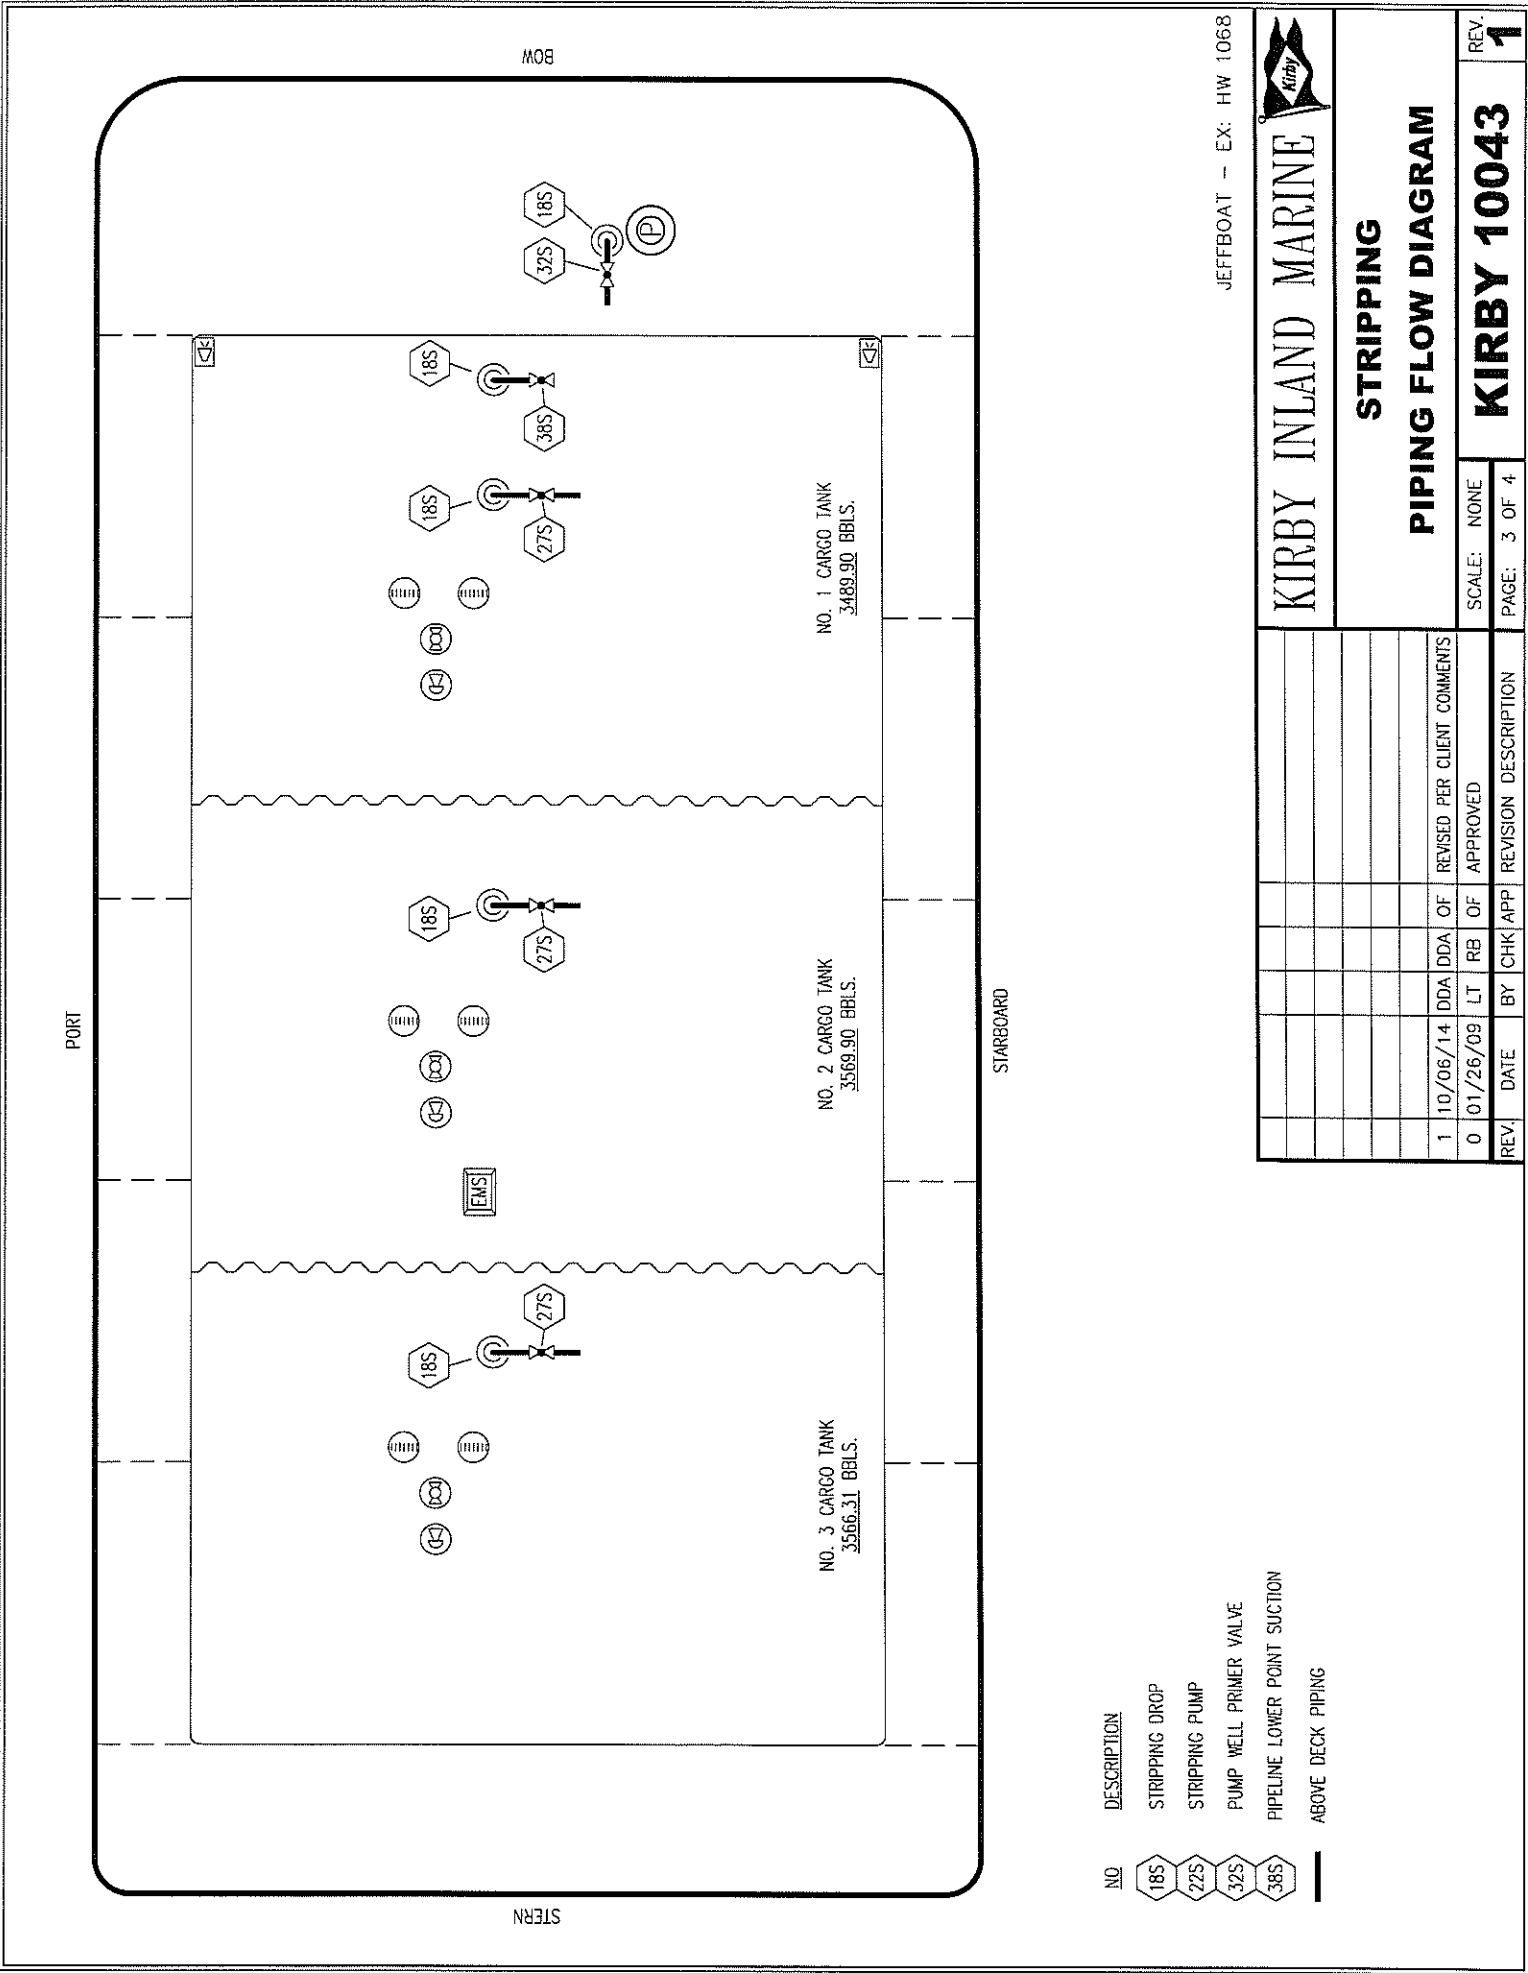 PORT
STERN
BOW
STARBOARD
18S
27S
NO. 3 CARGO TANK
3566.31 BBLS.
EMS
18S
27S
NO. 2 CARGO TANK
3569.90 BBLS.
18S
27S
18S
38S
NO. 1 CARGO TANK
3489.90 BBLS.
32S
18S
P
NO DESCRIPTION
18S STRIPPING DROP
22S STRIPPING PUMP
32S PUMP WELL PRIMER VALVE
38S PIPELINE LOWER POINT SUCTION
ABOVE DECK PIPING
JEFFBOAT - EX: HW 1068
KIRBY INLAND MARINE
Kirby
STRIPPING
PIPING FLOW DIAGRAM
1 10/06/14 DDA DDA OF REVISED PER CLIENT COMMENTS
0 01/26/09 LT RB OF APPROVED
REV. DATE BY CHK APP REVISION DESCRIPTION
SCALE: NONE
PAGE: 3 OF 4
KIRBY 10043
REV.
1